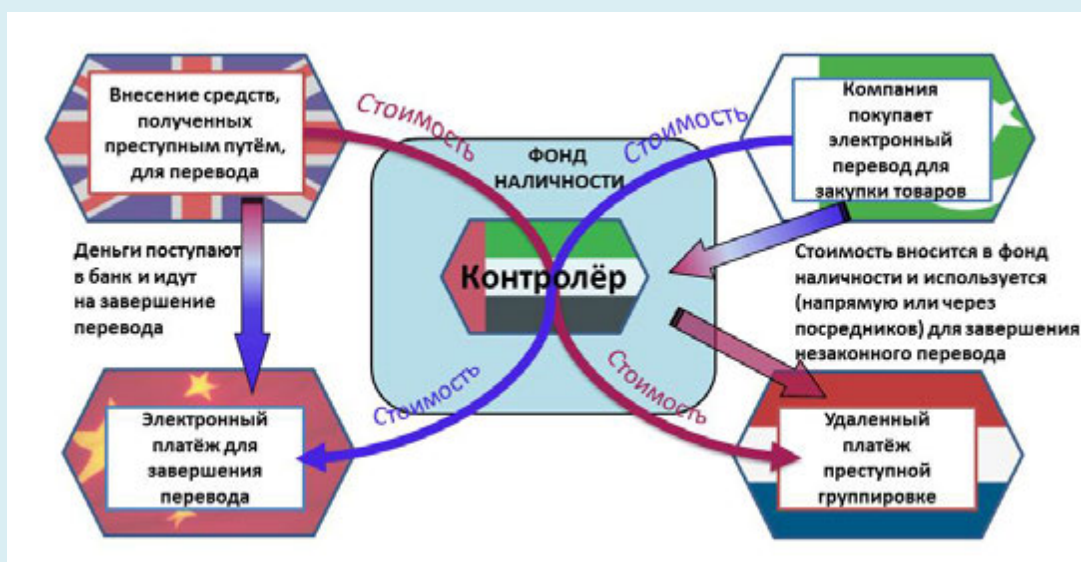 Внесение средств,
полученных
преступным путём,
для перевода
Стоимость
ФОНД
НАЛИЧНОСТИ
Стоимость
Компания
покупает
электронный
перевод для
закупки товаров
Деньги поступают
в банк и идут
на завершение
перевода
Контролёр
Стоимость вносится в фонд
наличности и используется
(напрямую или через
посредников) для завершения
незаконного перевода
Электронный
платёж для
завершения
перевода
Стоимость
Стоимость
Удаленный
платёж
преступной
группировке